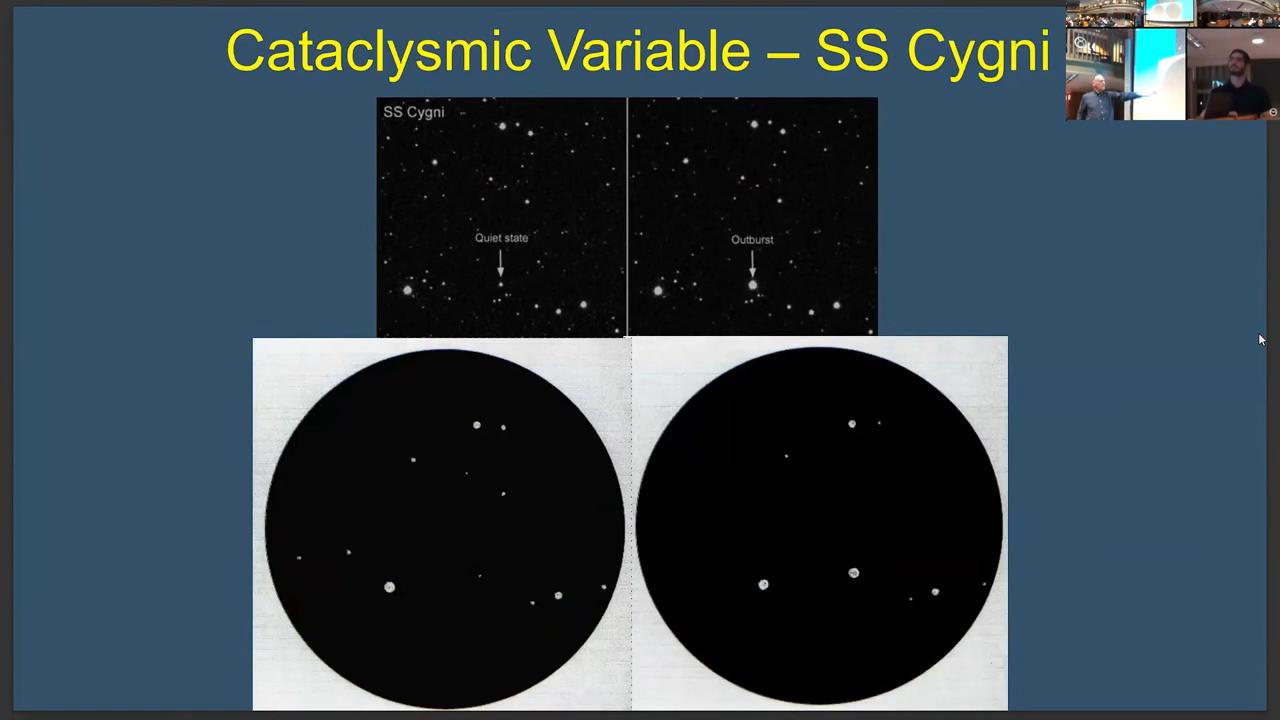 Cataclysmic Variable – SS Cygni
SS Cygni
Quiet state
Outburst